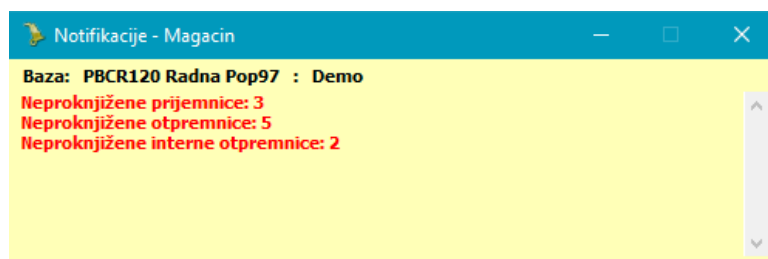 Notifikacije - Magacin
Baza: PBCR120 Radna Pop97 : Demo
Neproknjižene prijemnice: 3
Neproknjižene otpremnice: 5
Neproknjižene interne otpremnice: 2